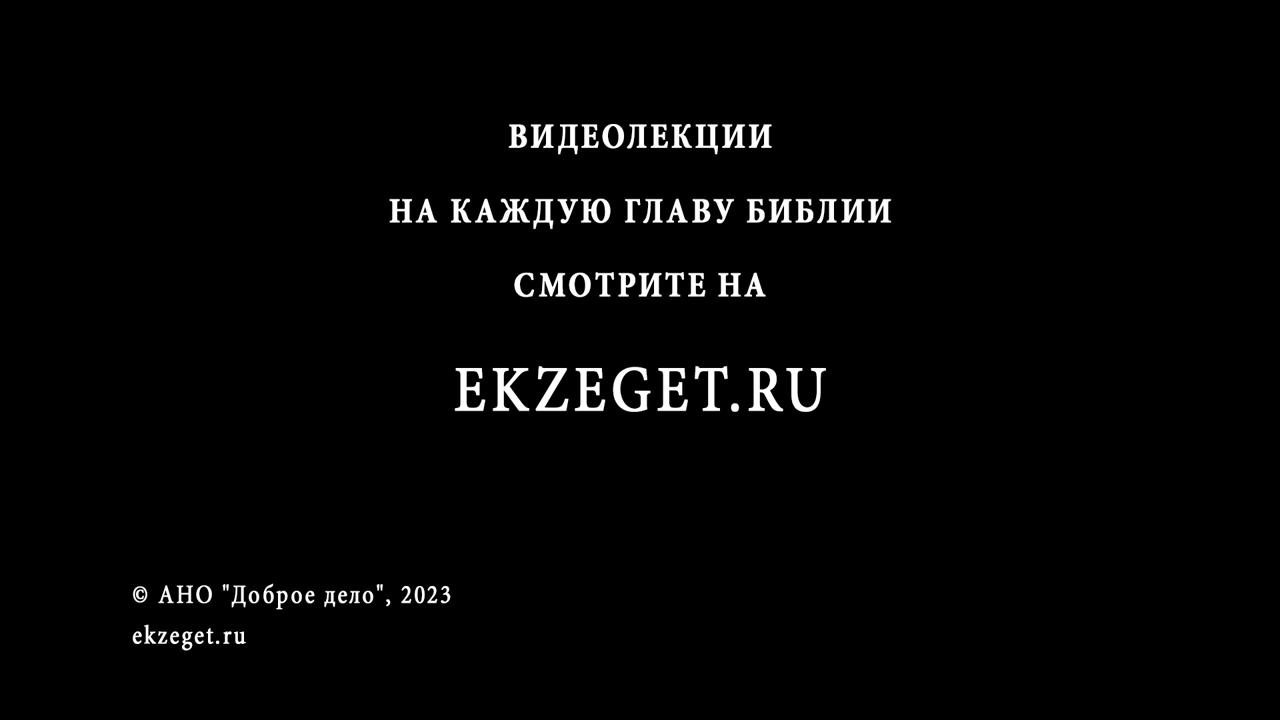 ВИДЕОЛЕКЦИИ
НА КАЖДУЮ ГЛАВУ БИБЛИИ
СМОТРИТЕ НА
EKZEGET.RU
© АНО "Доброе дело", 2023
ekzeget.ru